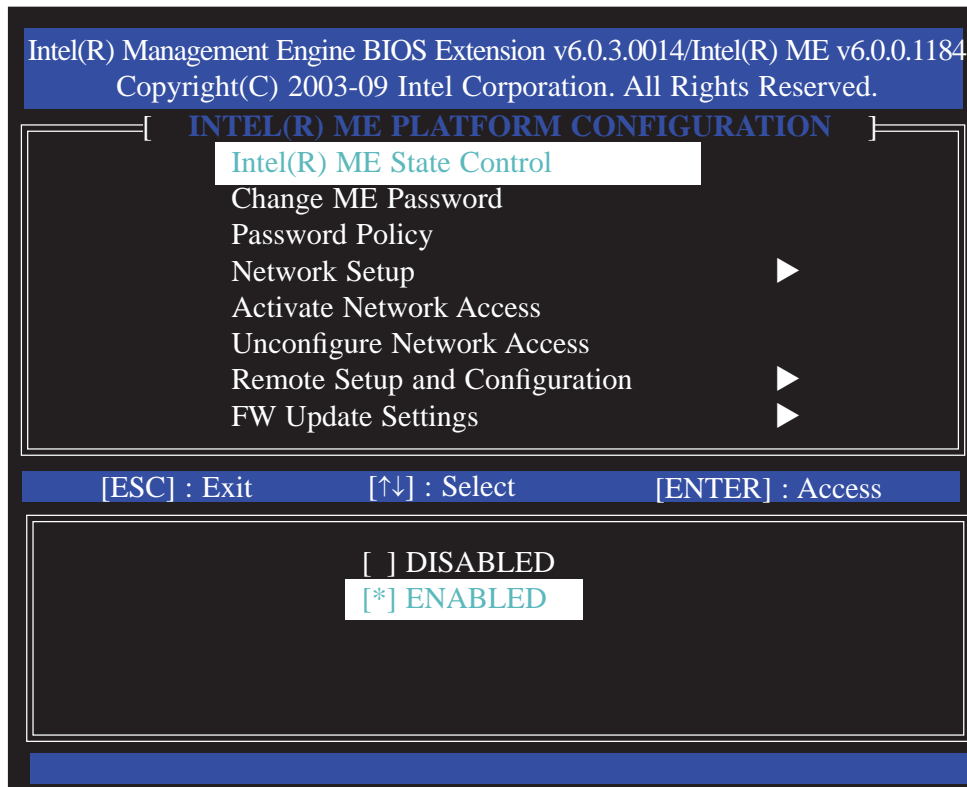 Intel(R) Management Engine BIOS Extension v6.0.3.0014/Intel(R) ME v6.0.0.1184
Copyright(C) 2003-09 Intel Corporation. All Rights Reserved.
[ INTEL(R) ME PLATFORM CONFIGURATION ]
Intel(R) ME State Control
Change ME Password
Password Policy
Network Setup ▶
Activate Network Access
Unconfigure Network Access
Remote Setup and Configuration ▶
FW Update Settings ▶
[ESC] : Exit [↑↓] : Select [ENTER] : Access
[ ] DISABLED
[*] ENABLED